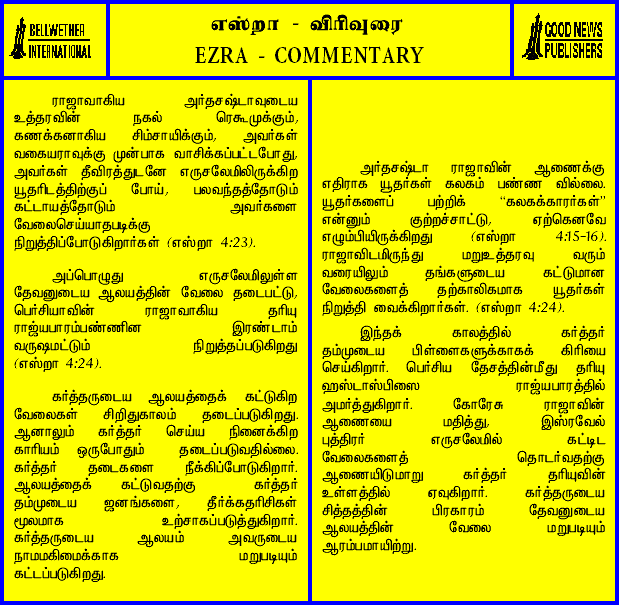 BELLWETHER
INTERNATIONAL
எஸ்றா - விரிவுரை
EZRA - COMMENTARY
GOOD NEWS
PUBLISHERS
ராஜாவாகிய அர்தசஷ்டாவுடைய
உத்தரவின் நகல் ரெகூமுக்கும்,
கணக்கனாகிய சிம்சாயிக்கும், அவர்கள்
வகையராவுக்கு முன்பாக வாசிக்கப்பட்டபோது,
அவர்கள் தீவிரத்துடனே எருசலேமிலிருக்கிற
யூதரிடத்திற்குப் போய், பலவந்தத்தோடும்
கட்டாயத்தோடும் அவர்களை
வேலைசெய்யாதபடிக்கு
நிறுத்திப்போடுகிறார்கள் (எஸ்றா 4:23).
அப்பொழுது எருசலேமிலுள்ள
தேவனுடைய ஆலயத்தின் வேலை தடைபட்டு,
பெர்சியாவின் ராஜாவாகிய தரியு
ராஜ்யபாரம்பண்ணின இரண்டாம்
வருஷமட்டும் நிறுத்தப்படுகிறது
(எஸ்றா 4:24).
கர்த்தருடைய ஆலயத்தைக் கட்டுகிற
வேலைகள் சிறிதுகாலம் தடைப்படுகிறது.
ஆனாலும் கர்த்தர் செய்ய நினைக்கிற
காரியம் ஒருபோதும் தடைப்படுவதில்லை.
கர்த்தர் தடைகளை நீக்கிப்போடுகிறார்.
ஆலயத்தைக் கட்டுவதற்கு கர்த்தர்
தம்முடைய ஜனங்களை, தீர்க்கதரிசிகள்
மூலமாக உற்சாகப்படுத்துகிறார்.
கர்த்தருடைய ஆலயம் அவருடைய
நாமமகிமைக்காக மறுபடியும்
கட்டப்படுகிறது.
அர்தசஷ்டா ராஜாவின் ஆணைக்கு
எதிராக யூதர்கள் கலகம் பண்ண வில்லை.
யூதர்களைப் பற்றிக் “கலகக்காரர்கள்”
என்னும் குற்றச்சாட்டு, ஏற்கெனவே
எழும்பியிருக்கிறது (எஸ்றா 4:15-16).
ராஜாவிடமிருந்து மறுஉத்தரவு வரும்
வரையிலும் தங்களுடைய கட்டுமான
வேலைகளைத் தற்காலிகமாக யூதர்கள்
நிறுத்தி வைக்கிறார்கள். (எஸ்றா 4:24).
இந்தக் காலத்தில் கர்த்தர்
தம்முடைய பிள்ளைகளுக்காகக் கிரியை
செய்கிறார். பெர்சிய தேசத்தின்மீது தரியு
ஹஸ்டாஸ்பிஸை ராஜ்யபாரத்தில்
அமர்த்துகிறார். கோரேசு ராஜாவின்
ஆணையை மதித்து, இஸ்ரவேல்
புத்திரர் எருசலேமில் கட்டிட
வேலைகளைத் தொடர்வதற்கு
ஆணையிடுமாறு கர்த்தர் தரியுவின்
உள்ளத்தில் ஏவுகிறார். கர்த்தருடைய
சித்தத்தின் பிரகாரம் தேவனுடைய
ஆலயத்தின் வேலை மறுபடியும்
ஆரம்பமாயிற்று.